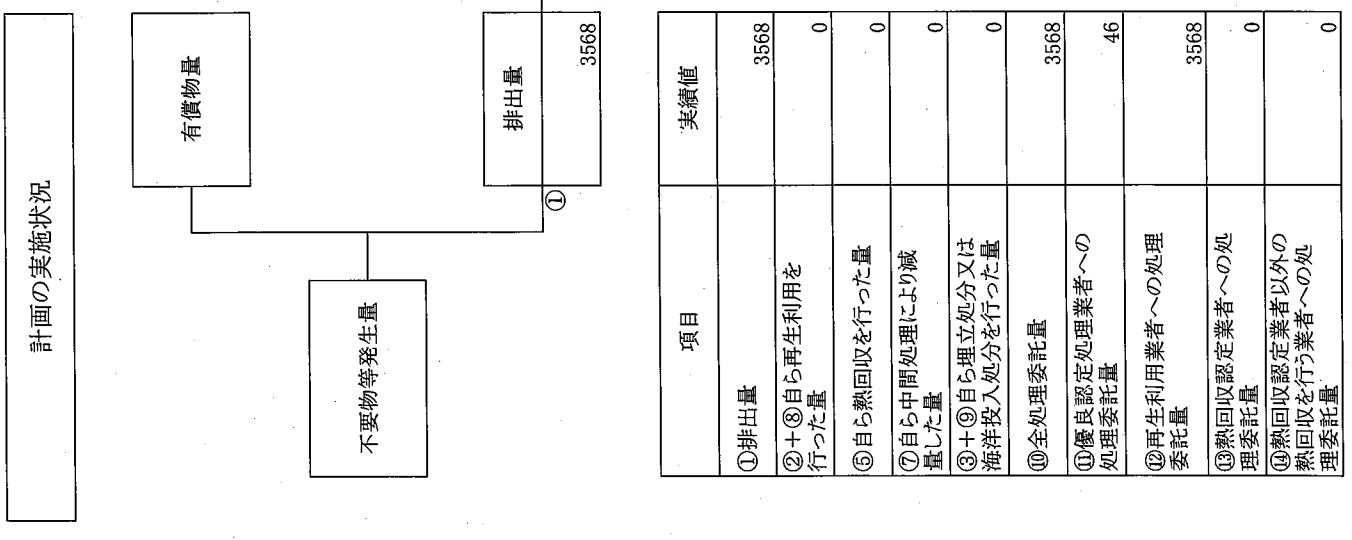 計画の実施状況
有償物量
不要物等発生量
排出量
①
3568
項目
実績値
①排出量
3568
②+⑧自ら再生利用を
行った量
0
⑤自ら熱回収を行った量
0
⑦自ら中間処理により減
量した量
0
③+⑨自ら埋立処分又は
海洋投入処分を行った量
0
⑩全処理委託量
3568
⑪優良認定処理業者への
処理委託量
46
⑫再生利用業者への処理
委託量
3568
⑬熱回収認定業者への処
理委託量
0
⑭熱回収認定業者以外の
熱回収を行う業者への処
理委託量
0